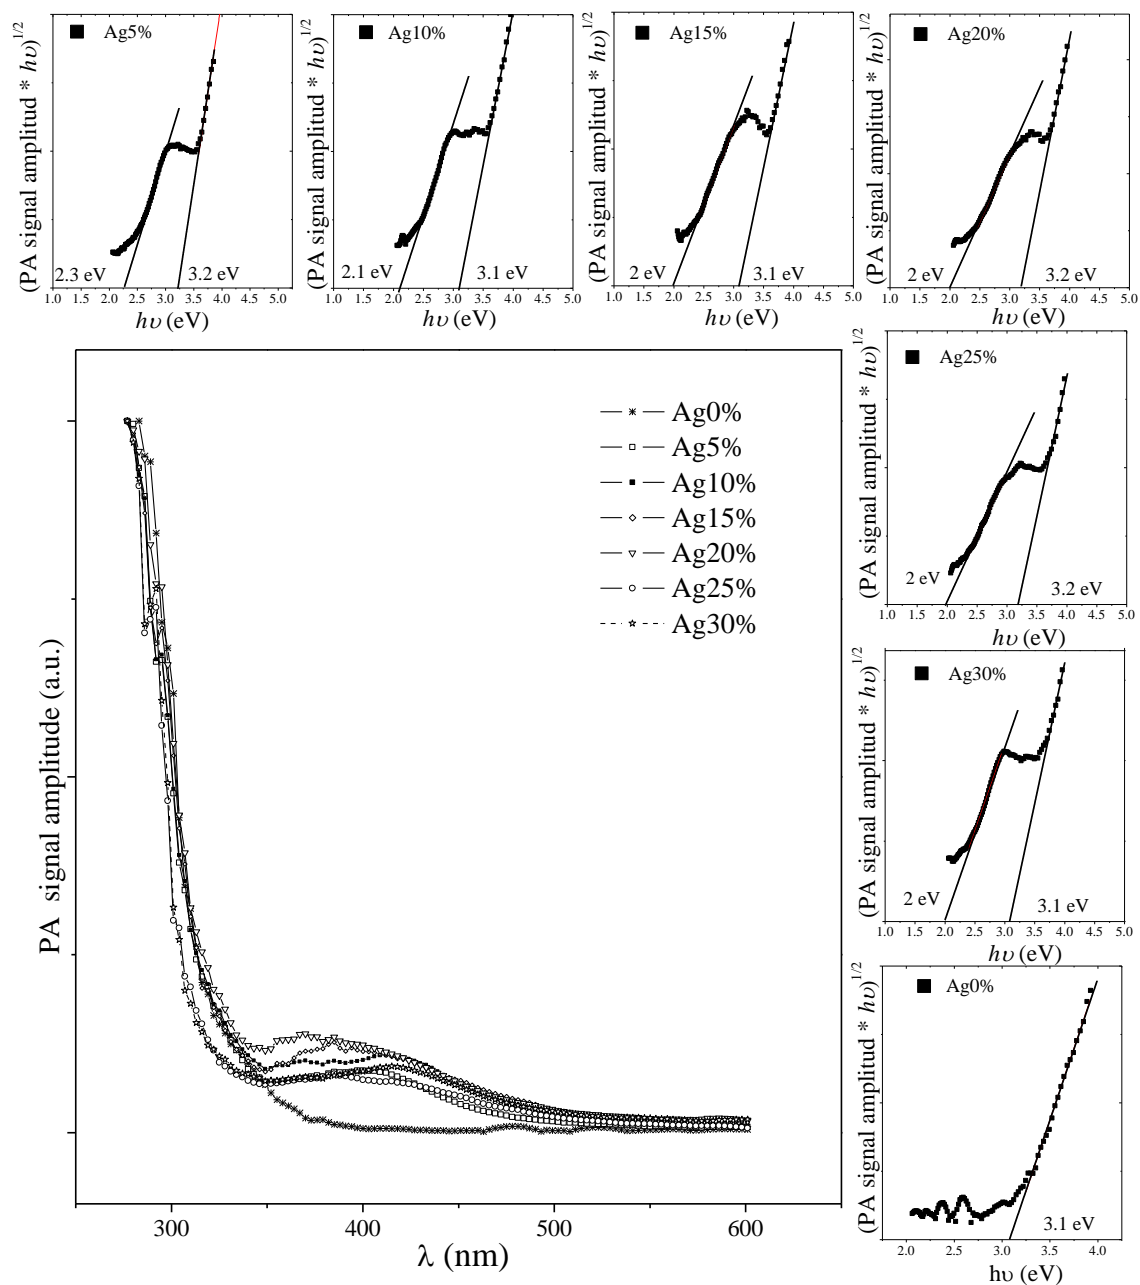 Ag5%
(PA signal amplitud * hυ)1/2
2.3 eV
3.2 eV
1.0 1.5 2.0 2.5 3.0 3.5 4.0 4.5 5.0
hυ (eV)
Ag10%
(PA signal amplitud * hυ)1/2
2.1 eV
3.1 eV
1.0 1.5 2.0 2.5 3.0 3.5 4.0 4.5 5.0
hυ (eV)
Ag15%
(PA signal amplitud * hυ)1/2
2 eV
3.1 eV
1.0 1.5 2.0 2.5 3.0 3.5 4.0 4.5 5.0
hυ (eV)
Ag20%
(PA signal amplitud * hυ)1/2
2 eV
3.2 eV
1.0 1.5 2.0 2.5 3.0 3.5 4.0 4.5 5.0
hυ (eV)
Ag0%
Ag5%
Ag10%
Ag15%
Ag20%
Ag25%
Ag30%
PA signal amplitude (a.u.)
300 400 500 600
λ (nm)
Ag25%
(PA signal amplitud * hυ)1/2
2 eV
3.2 eV
1.0 1.5 2.0 2.5 3.0 3.5 4.0 4.5 5.0
hυ (eV)
Ag30%
(PA signal amplitud * hυ)1/2
2 eV
3.1 eV
1.0 1.5 2.0 2.5 3.0 3.5 4.0 4.5 5.0
hυ (eV)
Ag0%
(PA signal amplitud * hυ)1/2
3.1 eV
2.0 2.5 3.0 3.5 4.0
hυ (eV)